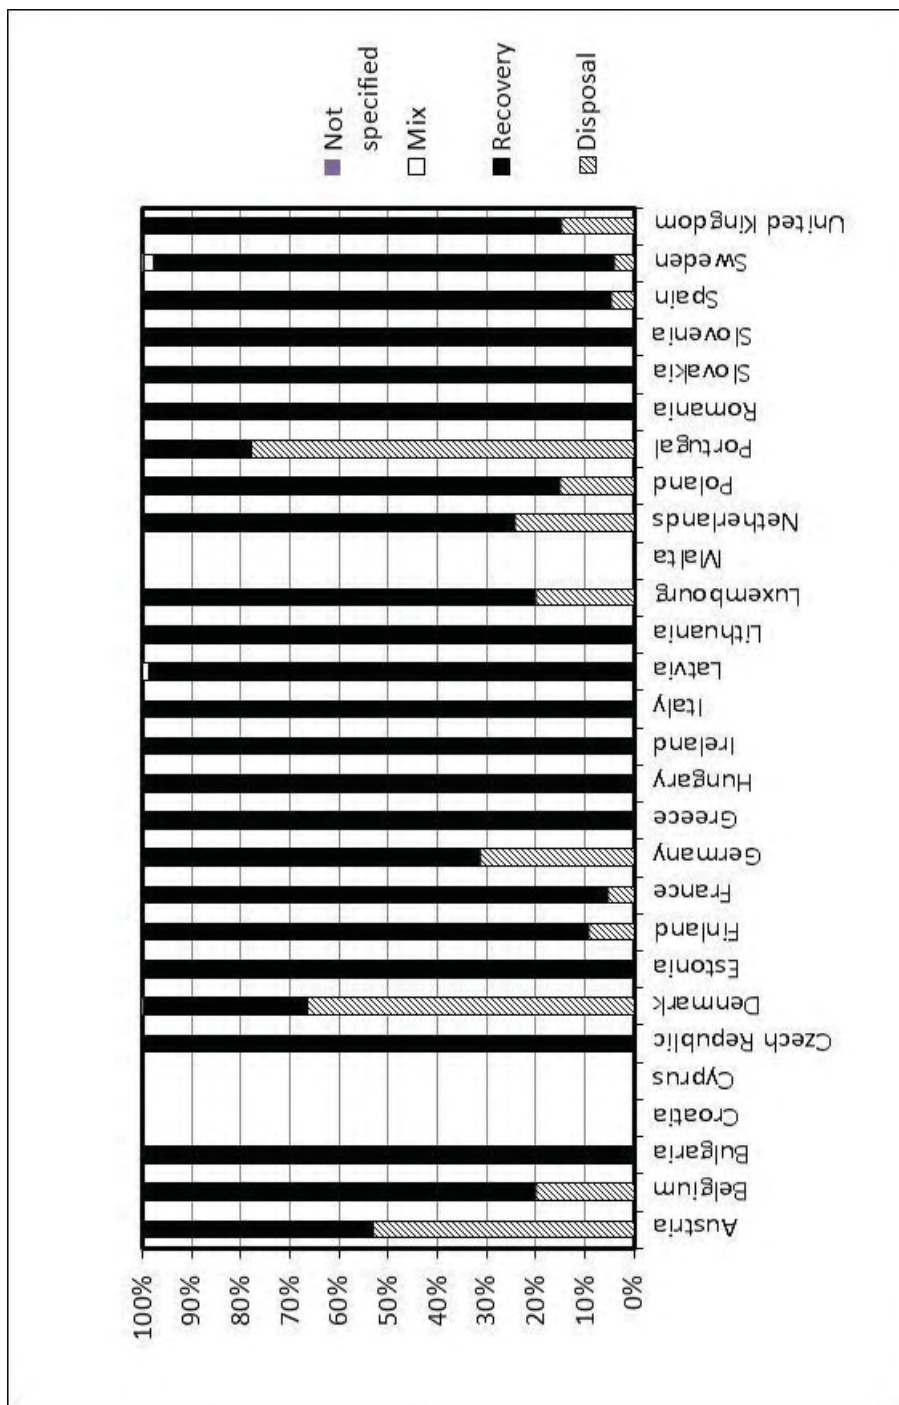 100%
90%
80%
70%
60%
50%
40%
30%
20%
10%
0%
Austria
Belgium
Bulgaria
Croatia
Cyprus
Czech Republic
Denmark
Estonia
Finland
France
Germany
Greece
Hungary
Ireland
Italy
Latvia
Lithuania
Luxembourg
Malta
Netherlands
Poland
Portugal
Romania
Slovakia
Slovenia
Spain
Sweden
United Kingdom
Not
specified
Mix
Recovery
Disposal